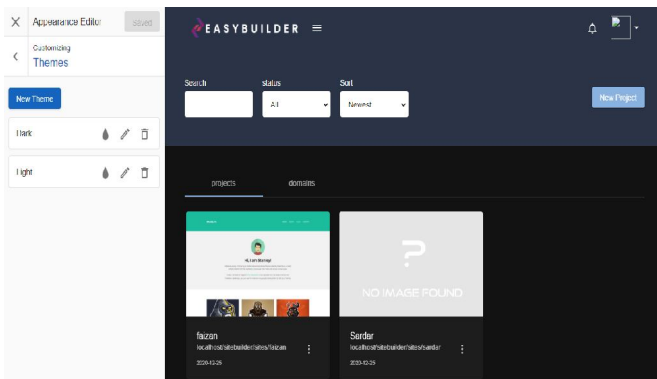 Appearance Editor
saved
Customizing
Themes
New Theme
Dark
Light
EASYBUILDER
Search
status
Sort
All
Newest
New Project
projects
domains
NO IMAGE FOUND
faizan
localhost/sitebuilder/sites/faizan
2020-12-25
Sardar
localhost/sitebuilder/sites/sardar
2020-12-25